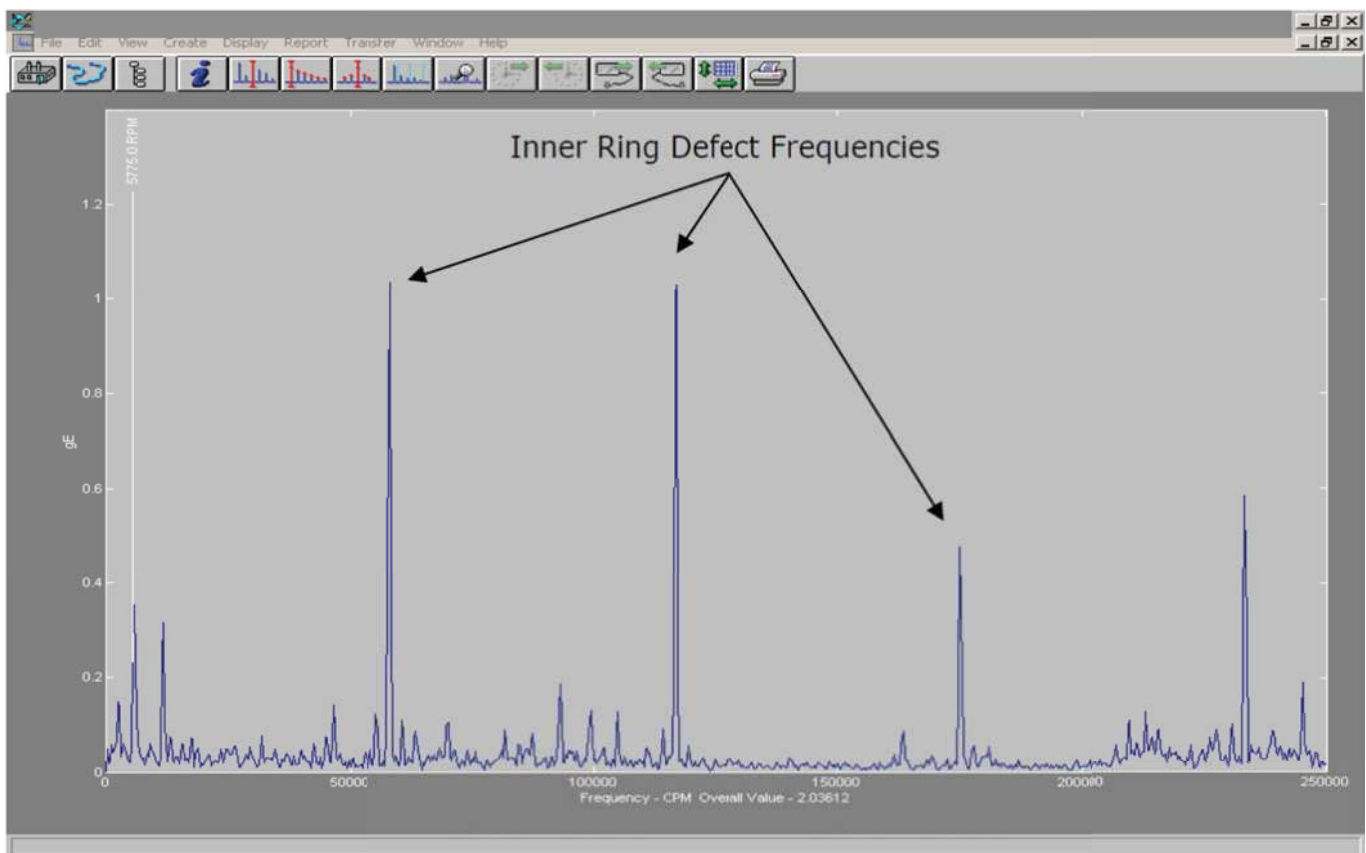 File Edit View Create Display Report Transfer Window Help
Inner Ring Defect Frequencies
5775.0 RPM
1.2
1
0.8
gE
0.6
0.4
0.2
0
0 50000 100000 150000 200000 250000
Frequency - CPM Overall Value - 2.03612